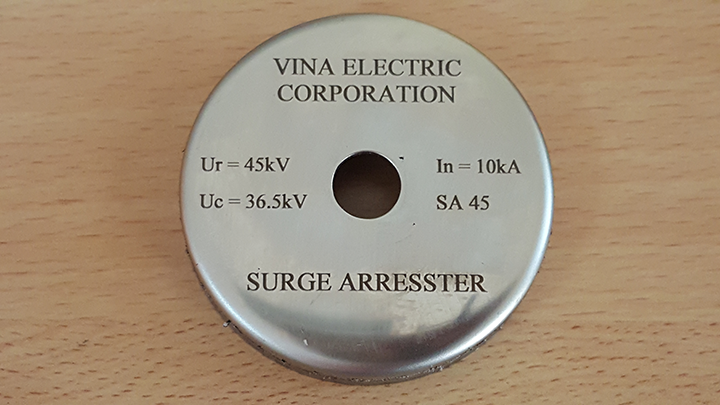 VINA ELECTRIC
CORPORATION
Ur = 45kV
In = 10kA
Uc = 36.5kV
SA 45
SURGE ARRESSTER